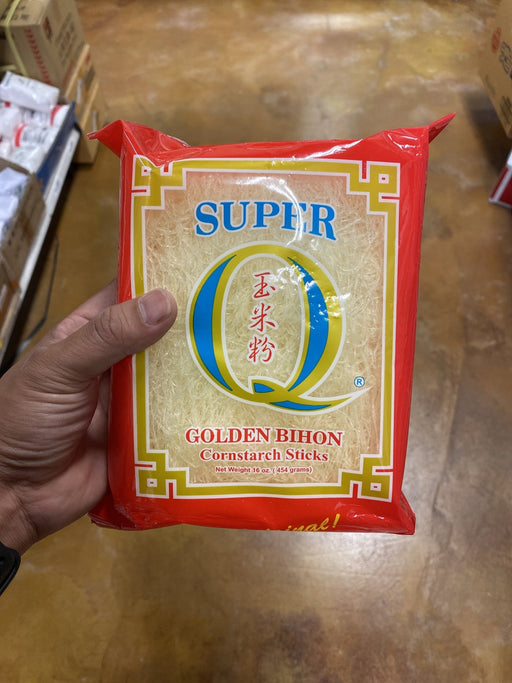 SUPER
Q
玉米粉
®
GOLDEN BIHON
Cornstarch Sticks
Net Weight 16 oz. ( 454 grams)